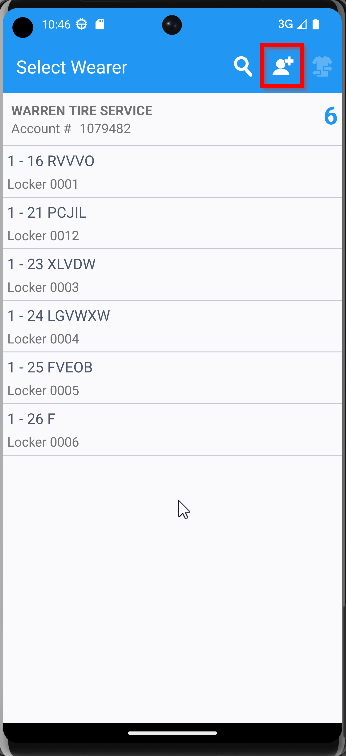 10:46 3G
Select Wearer
WARREN TIRE SERVICE
6
Account # 1079482
1 - 16 RVVVO
Locker 0001
1 - 21 PCJIL
Locker 0012
1 - 23 XLVDW
Locker 0003
1 - 24 LGVWXW
Locker 0004
1 - 25 FVEOB
Locker 0005
1 - 26 F
Locker 0006